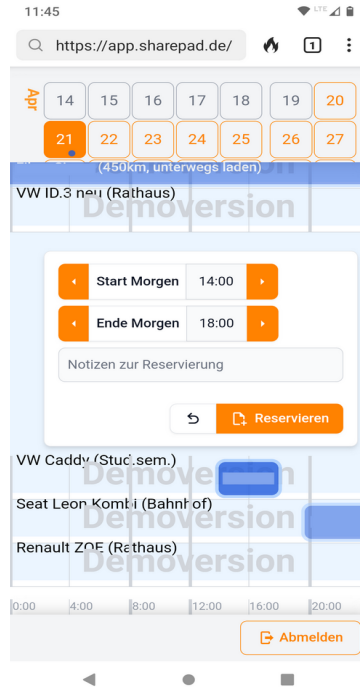 11:45
LTE
https://app.sharepad.de/
1
Apr
14 15 16 17 18 19 20
21 22 23 24 25 26 27
(450km, unterwegs laden)
VW ID.3 neu (Rathaus)
Demoversion
Start Morgen 14:00
Ende Morgen 18:00
Notizen zur Reservierung
Reservieren
VW Caddy (Stud.sem.)
Demoversion
Seat Leon Kombi (Bahnhof)
Demoversion
Renault ZOE (Rathaus)
Demoversion
0:00 4:00 8:00 12:00 16:00 20:00
Abmelden